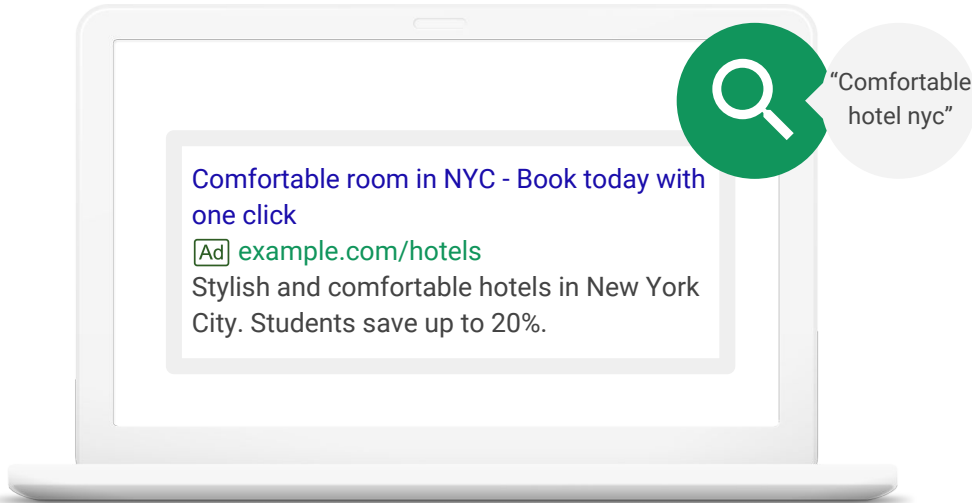 “Comfortable
hotel nyc”
Comfortable room in NYC - Book today with
one click
Ad example.com/hotels
Stylish and comfortable hotels in New York
City. Students save up to 20%.